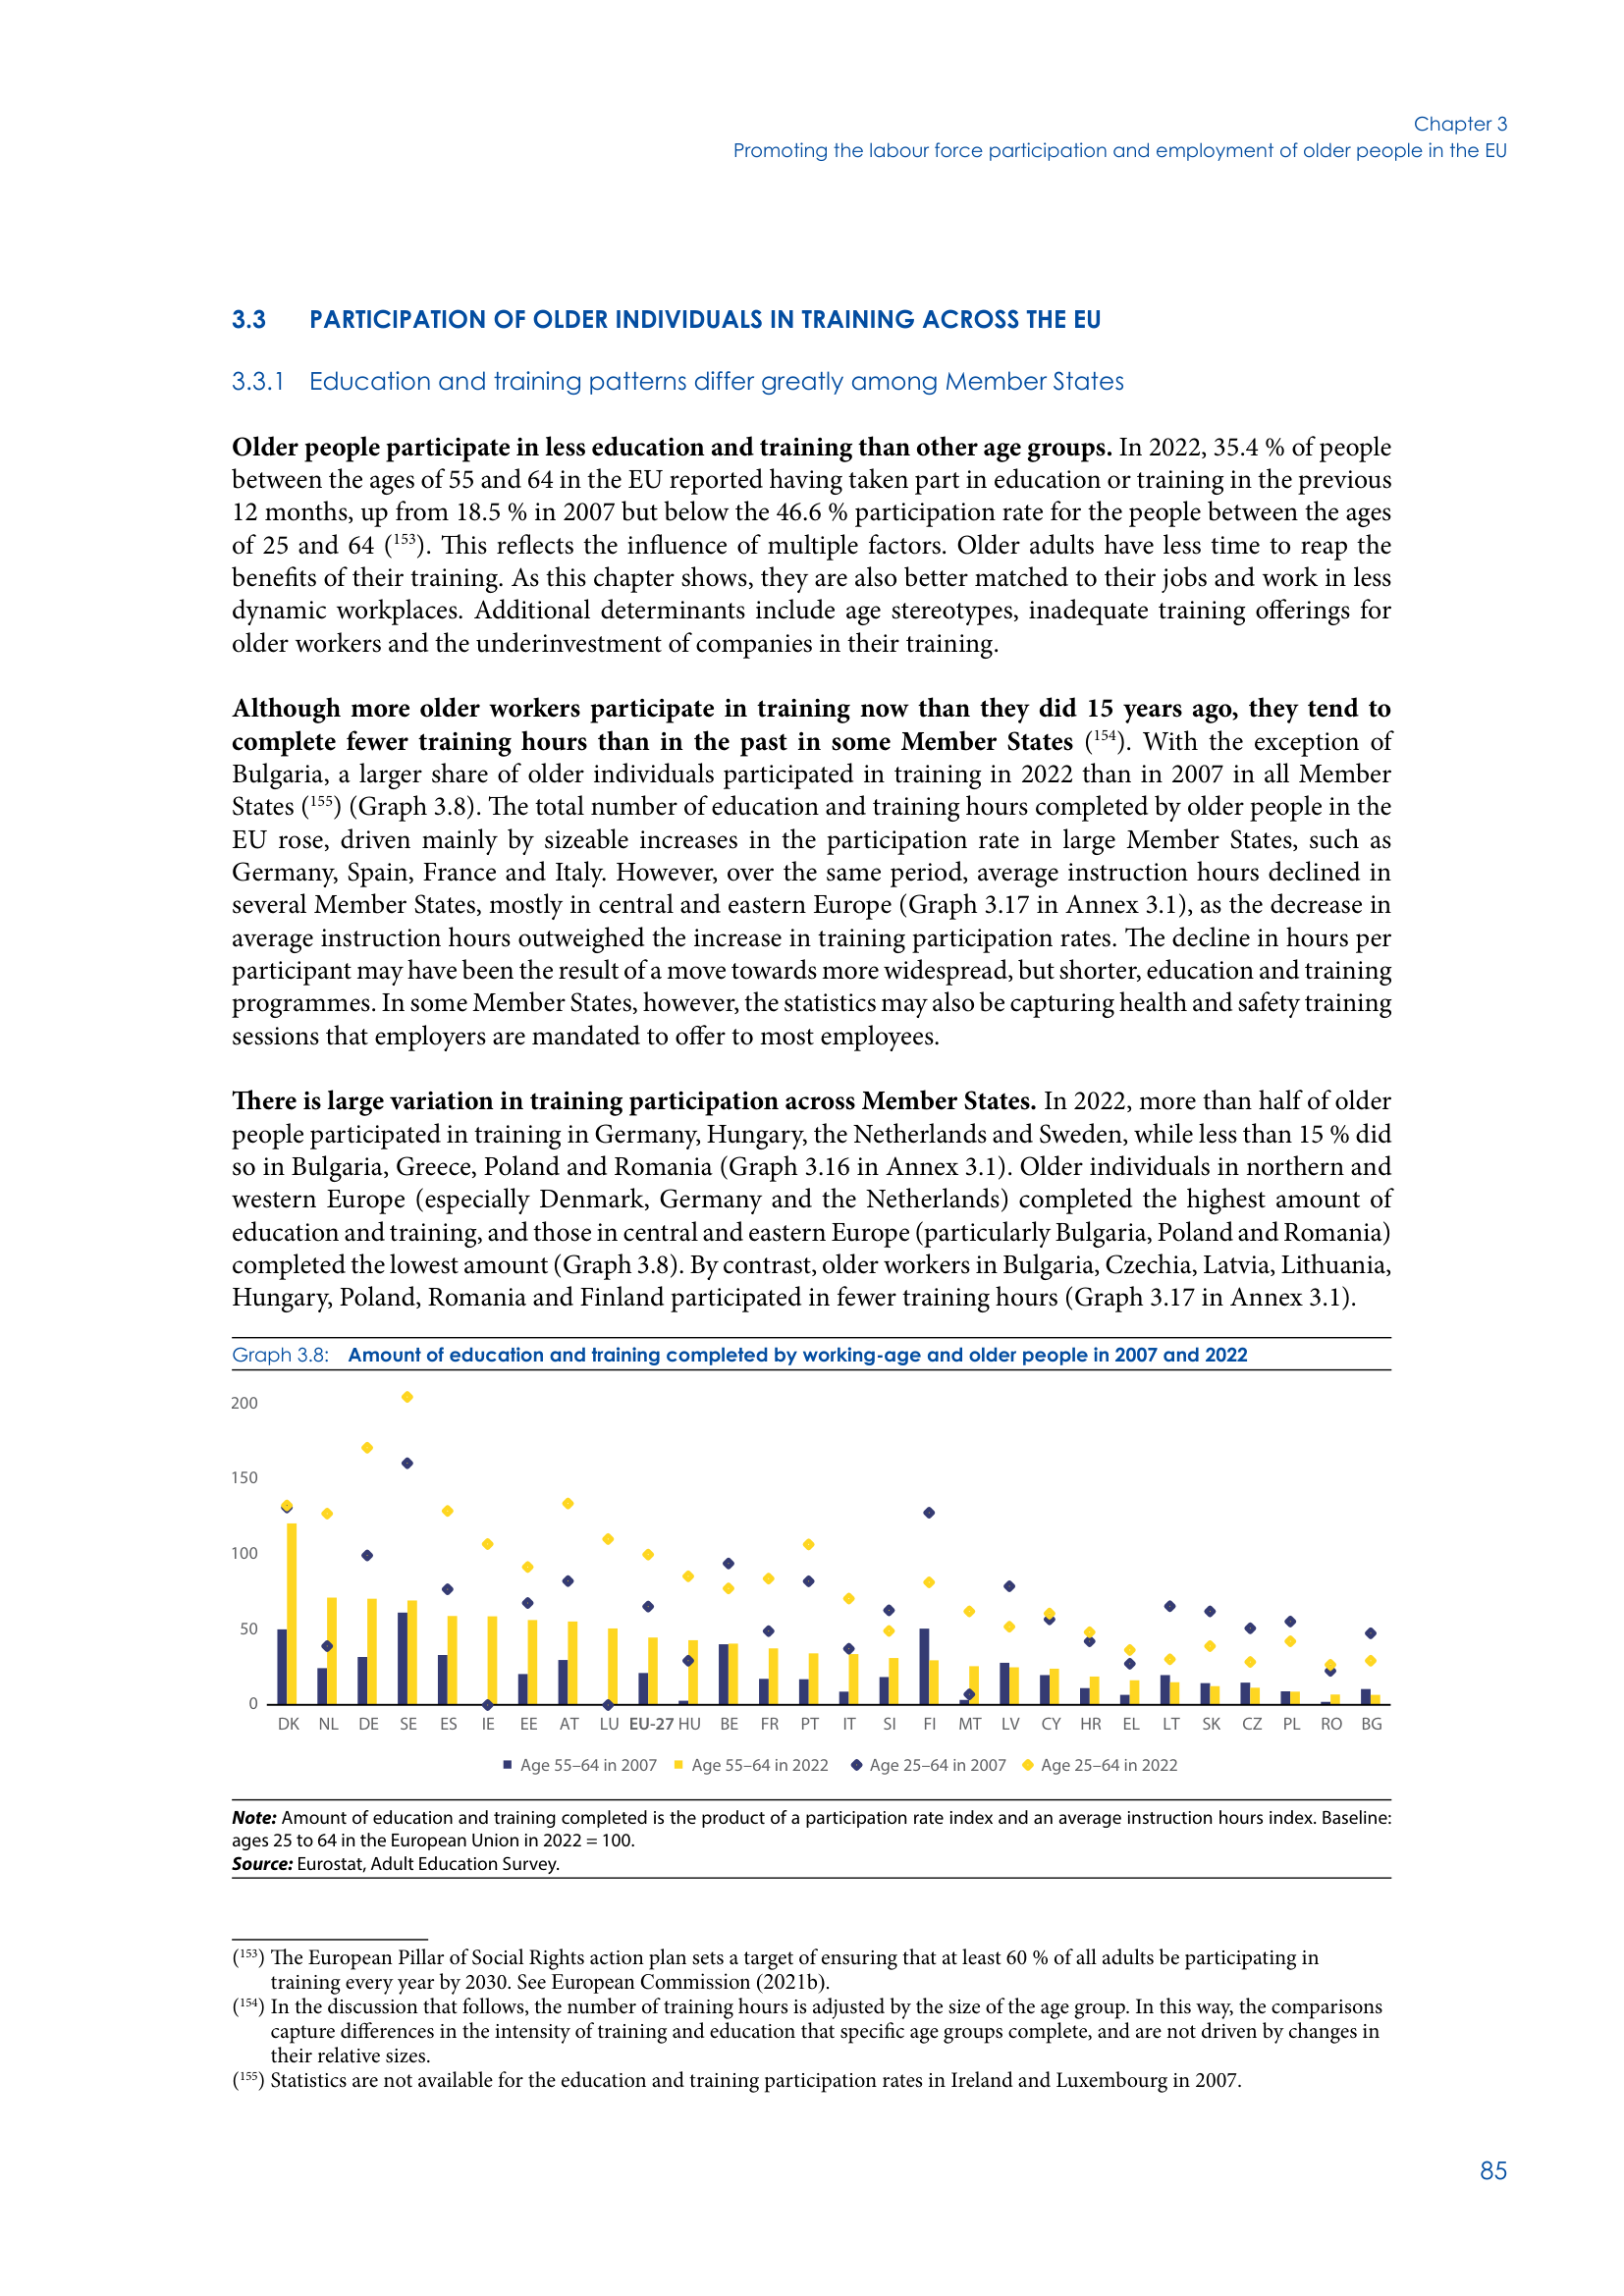 Chapter 3
Promoting the labour force participation and employment of older people in the EU
3.3 PARTICIPATION OF OLDER INDIVIDUALS IN TRAINING ACROSS THE EU
3.3.1 Education and training patterns differ greatly among Member States
Older people participate in less education and training than other age groups. In 2022, 35.4 % of people
between the ages of 55 and 64 in the EU reported having taken part in education or training in the previous
12 months, up from 18.5 % in 2007 but below the 46.6 % participation rate for the people between the ages
of 25 and 64 (153). This reflects the influence of multiple factors. Older adults have less time to reap the
benefits of their training. As this chapter shows, they are also better matched to their jobs and work in less
dynamic workplaces. Additional determinants include age stereotypes, inadequate training offerings for
older workers and the underinvestment of companies in their training.
Although more older workers participate in training now than they did 15 years ago, they tend to
complete fewer training hours than in the past in some Member States (154). With the exception of
Bulgaria, a larger share of older individuals participated in training in 2022 than in 2007 in all Member
States (155) (Graph 3.8). The total number of education and training hours completed by older people in the
EU rose, driven mainly by sizeable increases in the participation rate in large Member States, such as
Germany, Spain, France and Italy. However, over the same period, average instruction hours declined in
several Member States, mostly in central and eastern Europe (Graph 3.17 in Annex 3.1), as the decrease in
average instruction hours outweighed the increase in training participation rates. The decline in hours per
participant may have been the result of a move towards more widespread, but shorter, education and training
programmes. In some Member States, however, the statistics may also be capturing health and safety training
sessions that employers are mandated to offer to most employees.
There is large variation in training participation across Member States. In 2022, more than half of older
people participated in training in Germany, Hungary, the Netherlands and Sweden, while less than 15 % did
so in Bulgaria, Greece, Poland and Romania (Graph 3.16 in Annex 3.1). Older individuals in northern and
western Europe (especially Denmark, Germany and the Netherlands) completed the highest amount of
education and training, and those in central and eastern Europe (particularly Bulgaria, Poland and Romania)
completed the lowest amount (Graph 3.8). By contrast, older workers in Bulgaria, Czechia, Latvia, Lithuania,
Hungary, Poland, Romania and Finland participated in fewer training hours (Graph 3.17 in Annex 3.1).
Graph 3.8: Amount of education and training completed by working-age and older people in 2007 and 2022
200
150
100
50
0
DK NL DE SE ES IE EE AT LU EU-27 HU BE FR PT IT SI FI MT LV CY HR EL LT SK CZ PL RO BG
Age 55–64 in 2007 Age 55–64 in 2022 Age 25–64 in 2007 Age 25–64 in 2022
Note: Amount of education and training completed is the product of a participation rate index and an average instruction hours index. Baseline:
ages 25 to 64 in the European Union in 2022 = 100.
Source: Eurostat, Adult Education Survey.
(153) The European Pillar of Social Rights action plan sets a target of ensuring that at least 60 % of all adults be participating in
training every year by 2030. See European Commission (2021b).
(154) In the discussion that follows, the number of training hours is adjusted by the size of the age group. In this way, the comparisons
capture differences in the intensity of training and education that specific age groups complete, and are not driven by changes in
their relative sizes.
(155) Statistics are not available for the education and training participation rates in Ireland and Luxembourg in 2007.
85